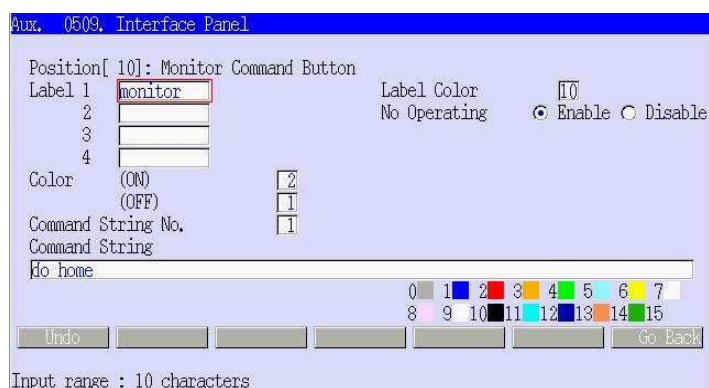 Aux. 0509. Interface Panel
Position[ 10]: Monitor Command Button
Label 1 monitor Label Color 10
2 No Operating Enable Disable
3
4
Color (ON) 2
(OFF) 1
Command String No. 1
Command String
do home
0 1 2 3 4 5 6 7
8 9 10 11 12 13 14 15
Undo Go Back
Input range : 10 characters